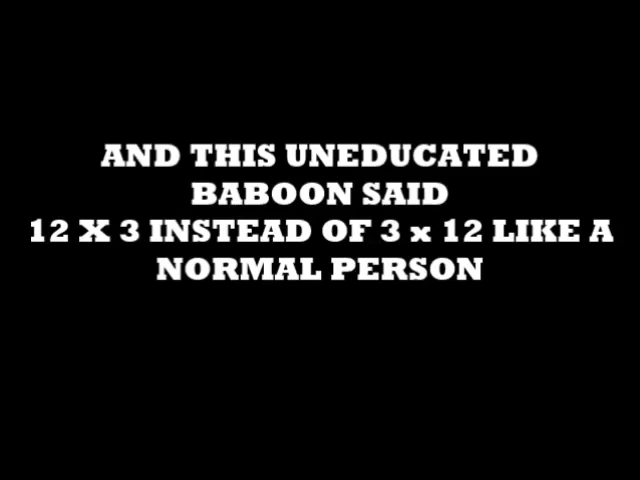 AND THIS UNEDUCATED
BABOON SAID
12 X 3 INSTEAD OF 3 x 12 LIKE A
NORMAL PERSON